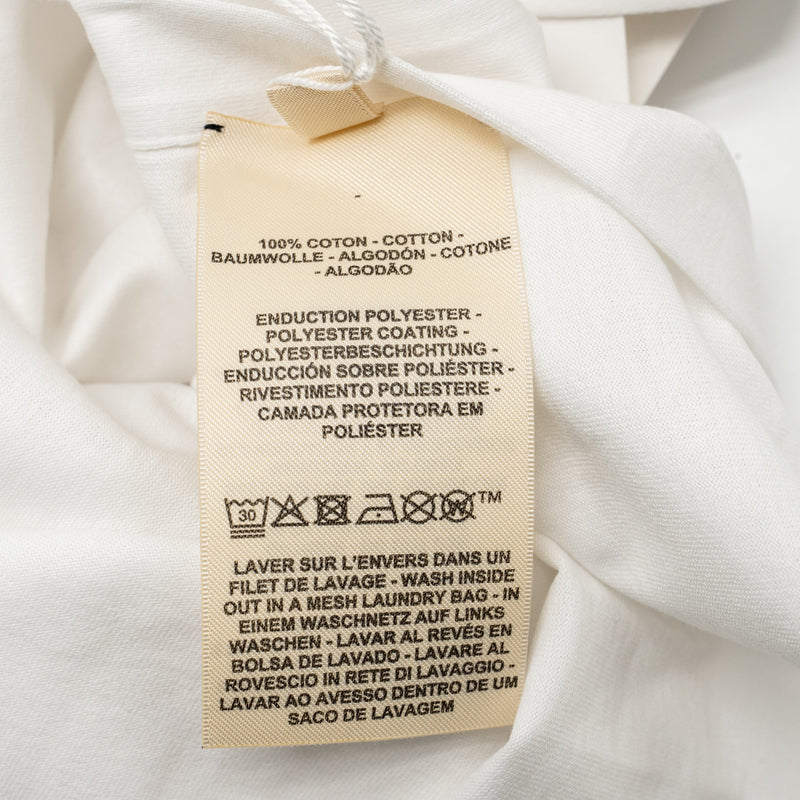 -
100% COTON - COTTON -
BAUMWOLLE - ALGODÓN - COTONE
- ALGODÃO
ENDUCTION POLYESTER -
POLYESTER COATING -
POLYESTERBESCHICHTUNG -
ENDUCCIÓN SOBRE POLIÉSTER -
RIVESTIMENTO POLIESTERE -
CAMADA PROTETORA EM
POLIÉSTER
30 W TM
LAVER SUR L'ENVERS DANS UN
FILET DE LAVAGE - WASH INSIDE
OUT IN A MESH LAUNDRY BAG - IN
EINEM WASCHNETZ AUF LINKS
WASCHEN - LAVAR AL REVÉS EN
BOLSA DE LAVADO - LAVARE AL
ROVESCIO IN RETE DI LAVAGGIO -
LAVAR AO AVESSO DENTRO DE UM
SACO DE LAVAGEM